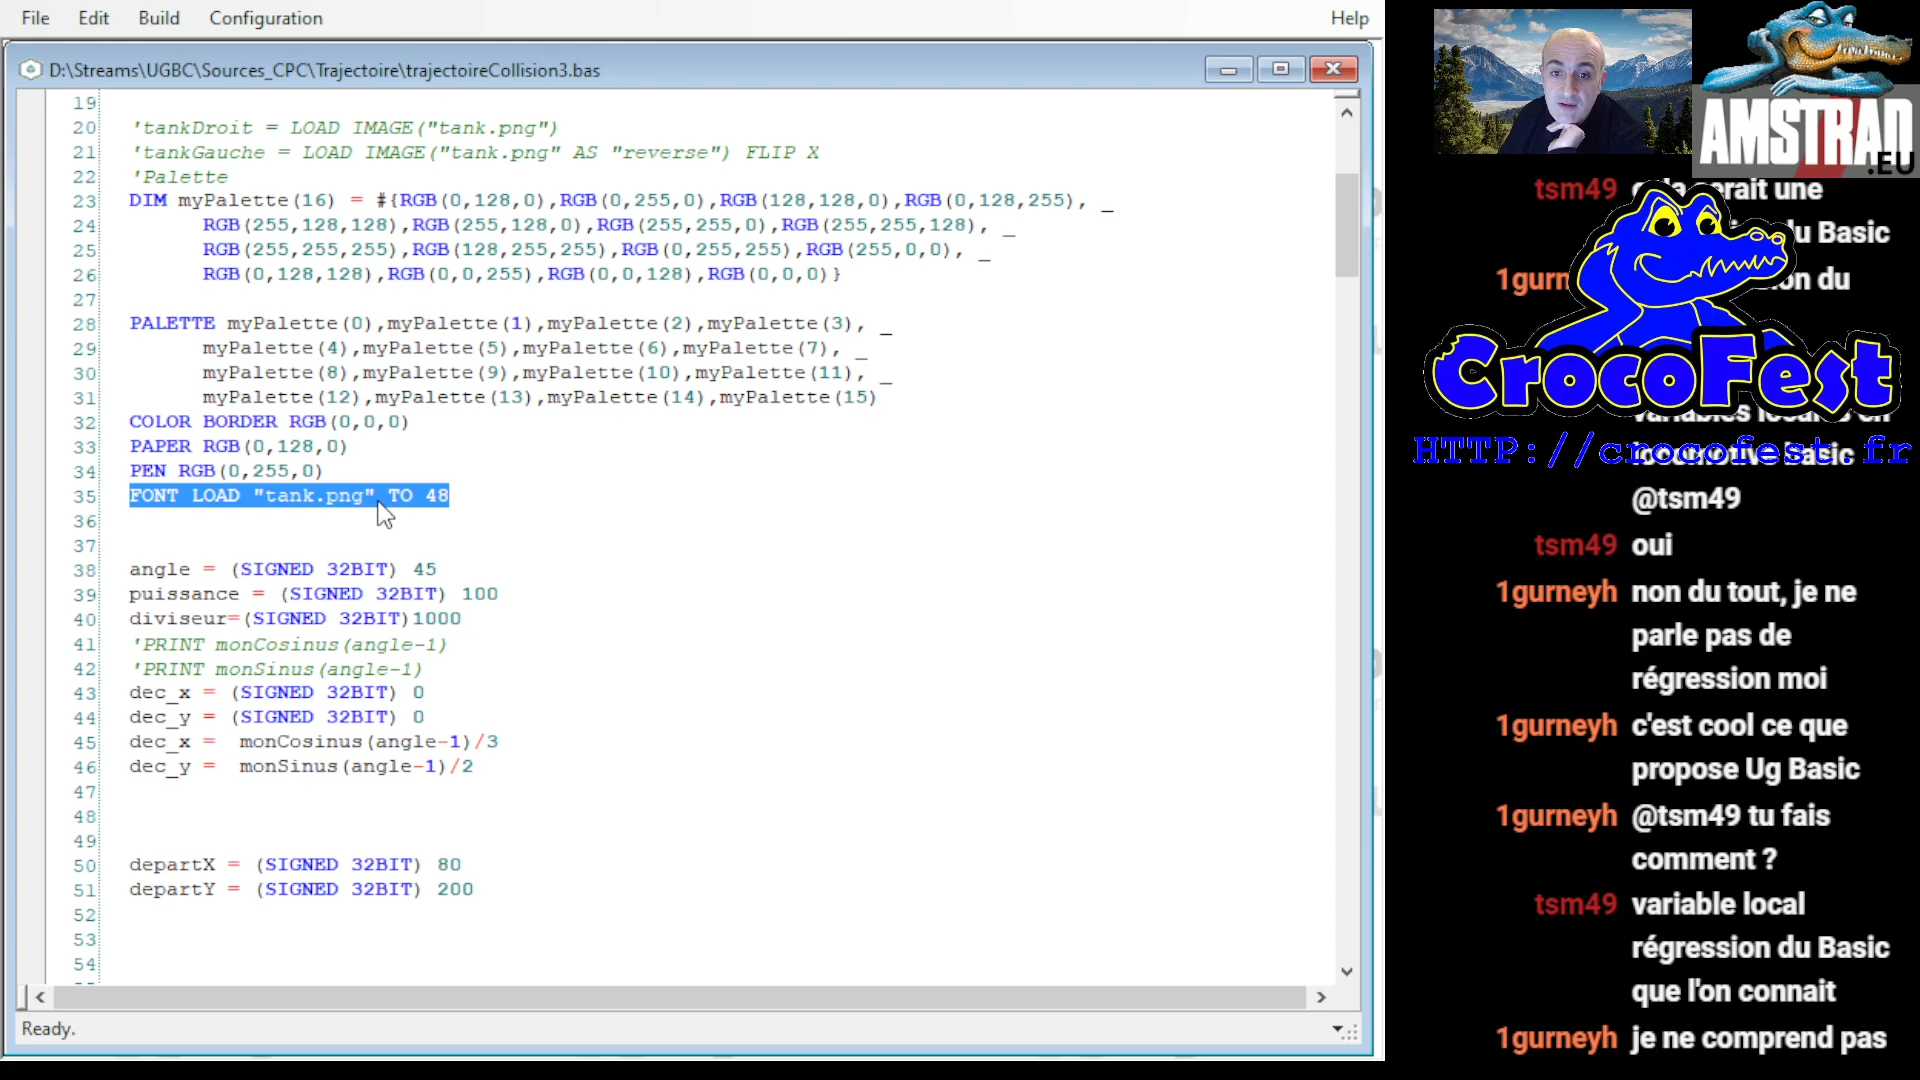 File Edit Build Configuration Help
D:\Streams\UGBC\Sources_CPC\Trajectoire\trajectoireCollision3.bas
19
20 'tankDroit = LOAD IMAGE("tank.png")
21 'tankGauche = LOAD IMAGE("tank.png" AS "reverse") FLIP X
22 'Palette
23 DIM myPalette(16) = #{RGB(0,128,0),RGB(0,255,0),RGB(128,128,0),RGB(0,128,255), _
24 RGB(255,128,128),RGB(255,128,0),RGB(255,255,0),RGB(255,255,128), _
25 RGB(255,255,255),RGB(128,255,255),RGB(0,255,255),RGB(255,0,0), _
26 RGB(0,128,128),RGB(0,0,255),RGB(0,0,128),RGB(0,0,0)}
27
28 PALETTE myPalette(0),myPalette(1),myPalette(2),myPalette(3), _
29 myPalette(4),myPalette(5),myPalette(6),myPalette(7), _
30 myPalette(8),myPalette(9),myPalette(10),myPalette(11), _
31 myPalette(12),myPalette(13),myPalette(14),myPalette(15)
32 COLOR BORDER RGB(0,0,0)
33 PAPER RGB(0,128,0)
34 PEN RGB(0,255,0)
35 FONT LOAD "tank.png" TO 48
36
37
38 angle = (SIGNED 32BIT) 45
39 puissance = (SIGNED 32BIT) 100
40 diviseur=(SIGNED 32BIT)1000
41 'PRINT monCosinus(angle-1)
42 'PRINT monSinus(angle-1)
43 dec_x = (SIGNED 32BIT) 0
44 dec_y = (SIGNED 32BIT) 0
45 dec_x = monCosinus(angle-1)/3
46 dec_y = monSinus(angle-1)/2
47
48
49
50 departX = (SIGNED 32BIT) 80
51 departY = (SIGNED 32BIT) 200
52
53
54
Ready.
AMSTRAD
.EU
tsm49 serait une
du Basic
1gurn on du
CrocoFest
HTTP://crocofest.fr
Basic
@tsm49
tsm49 oui
1gurneyh non du tout, je ne
parle pas de
régression moi
1gurneyh c'est cool ce que
propose Ug Basic
1gurneyh @tsm49 tu fais
comment ?
tsm49 variable local
régression du Basic
que l'on connait
1gurneyh je ne comprend pas